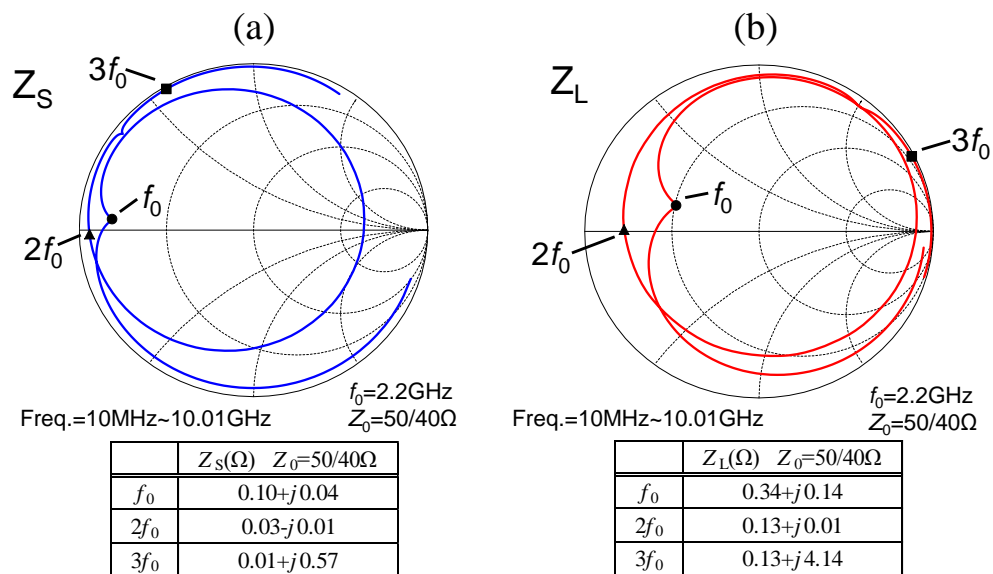 (a)
Z_S
3f_0
f_0
2f_0
f_0=2.2GHz
Freq.=10MHz~10.01GHz Z_0=50/40Ω
Z_S(Ω) Z_0=50/40Ω
f_0 0.10+j0.04
2f_0 0.03-j0.01
3f_0 0.01+j0.57
(b)
Z_L
3f_0
f_0
2f_0
f_0=2.2GHz
Freq.=10MHz~10.01GHz Z_0=50/40Ω
Z_L(Ω) Z_0=50/40Ω
f_0 0.34+j0.14
2f_0 0.13+j0.01
3f_0 0.13+j4.14